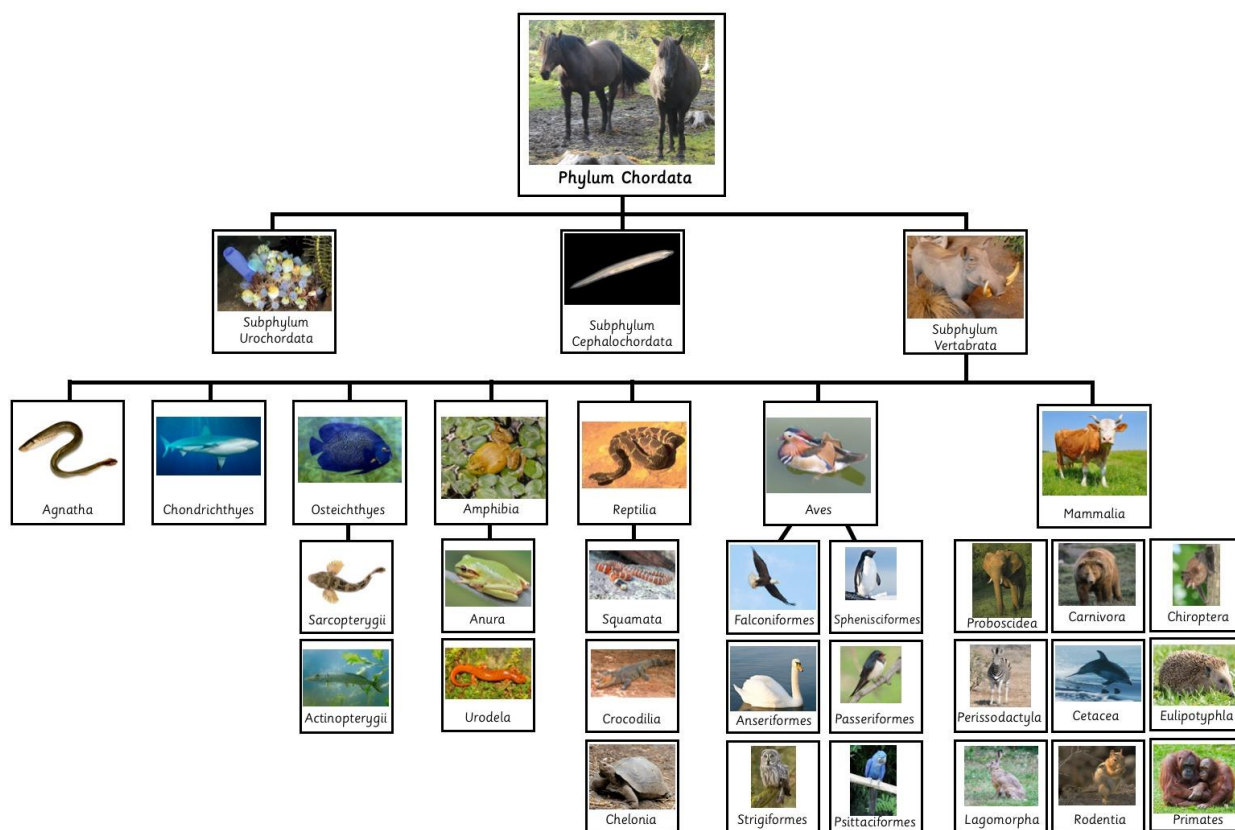 Phylum Chordata
Subphylum
Urochordata
Subphylum
Cephalochordata
Subphylum
Vertabrata
Agnatha
Chondrichthyes
Osteichthyes
Amphibia
Reptilia
Aves
Mammalia
Sarcopterygii
Anura
Squamata
Falconiformes
Sphenisciformes
Proboscidea
Carnivora
Chiroptera
Actinopterygii
Urodela
Crocodilia
Anseriformes
Passeriformes
Perissodactyla
Cetacea
Eulipotyphla
Chelonia
Strigiformes
Psittaciformes
Lagomorpha
Rodentia
Primates